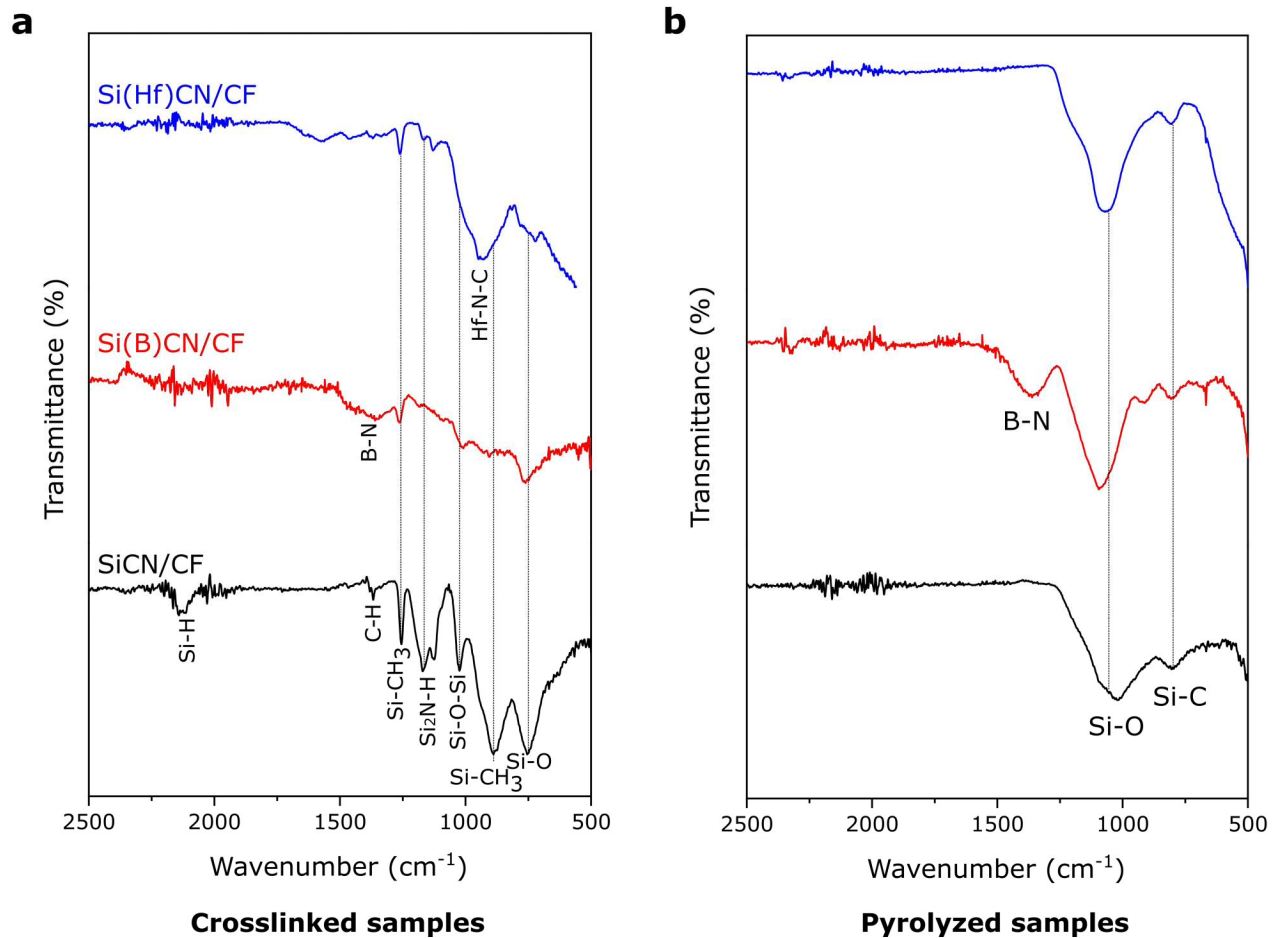 a
Transmittance (%)
Si(Hf)CN/CF
Hf-N-C
Si(B)CN/CF
B-N
SiCN/CF
Si-H
C-H
Si-CH3
Si2N-H
Si-O-Si
Si-CH3
Si-O
2500 2000 1500 1000 500
Wavenumber (cm-1)
Crosslinked samples
b
Transmittance (%)
B-N
Si-O
Si-C
2500 2000 1500 1000 500
Wavenumber (cm-1)
Pyrolyzed samples